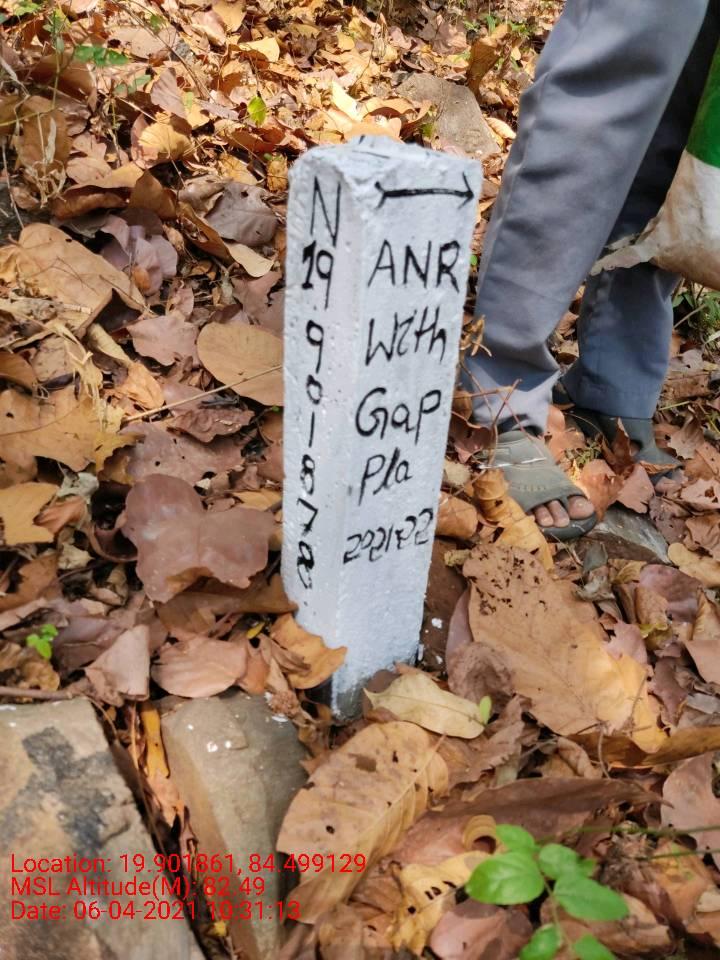 N
19
9
0
1
8
7
8
ANR
With
Gap
Pla
2021-22
Location: 19.901861, 84.499129
MSL Altitude(M): 82.49
Date: 06-04-2021 10:31:13